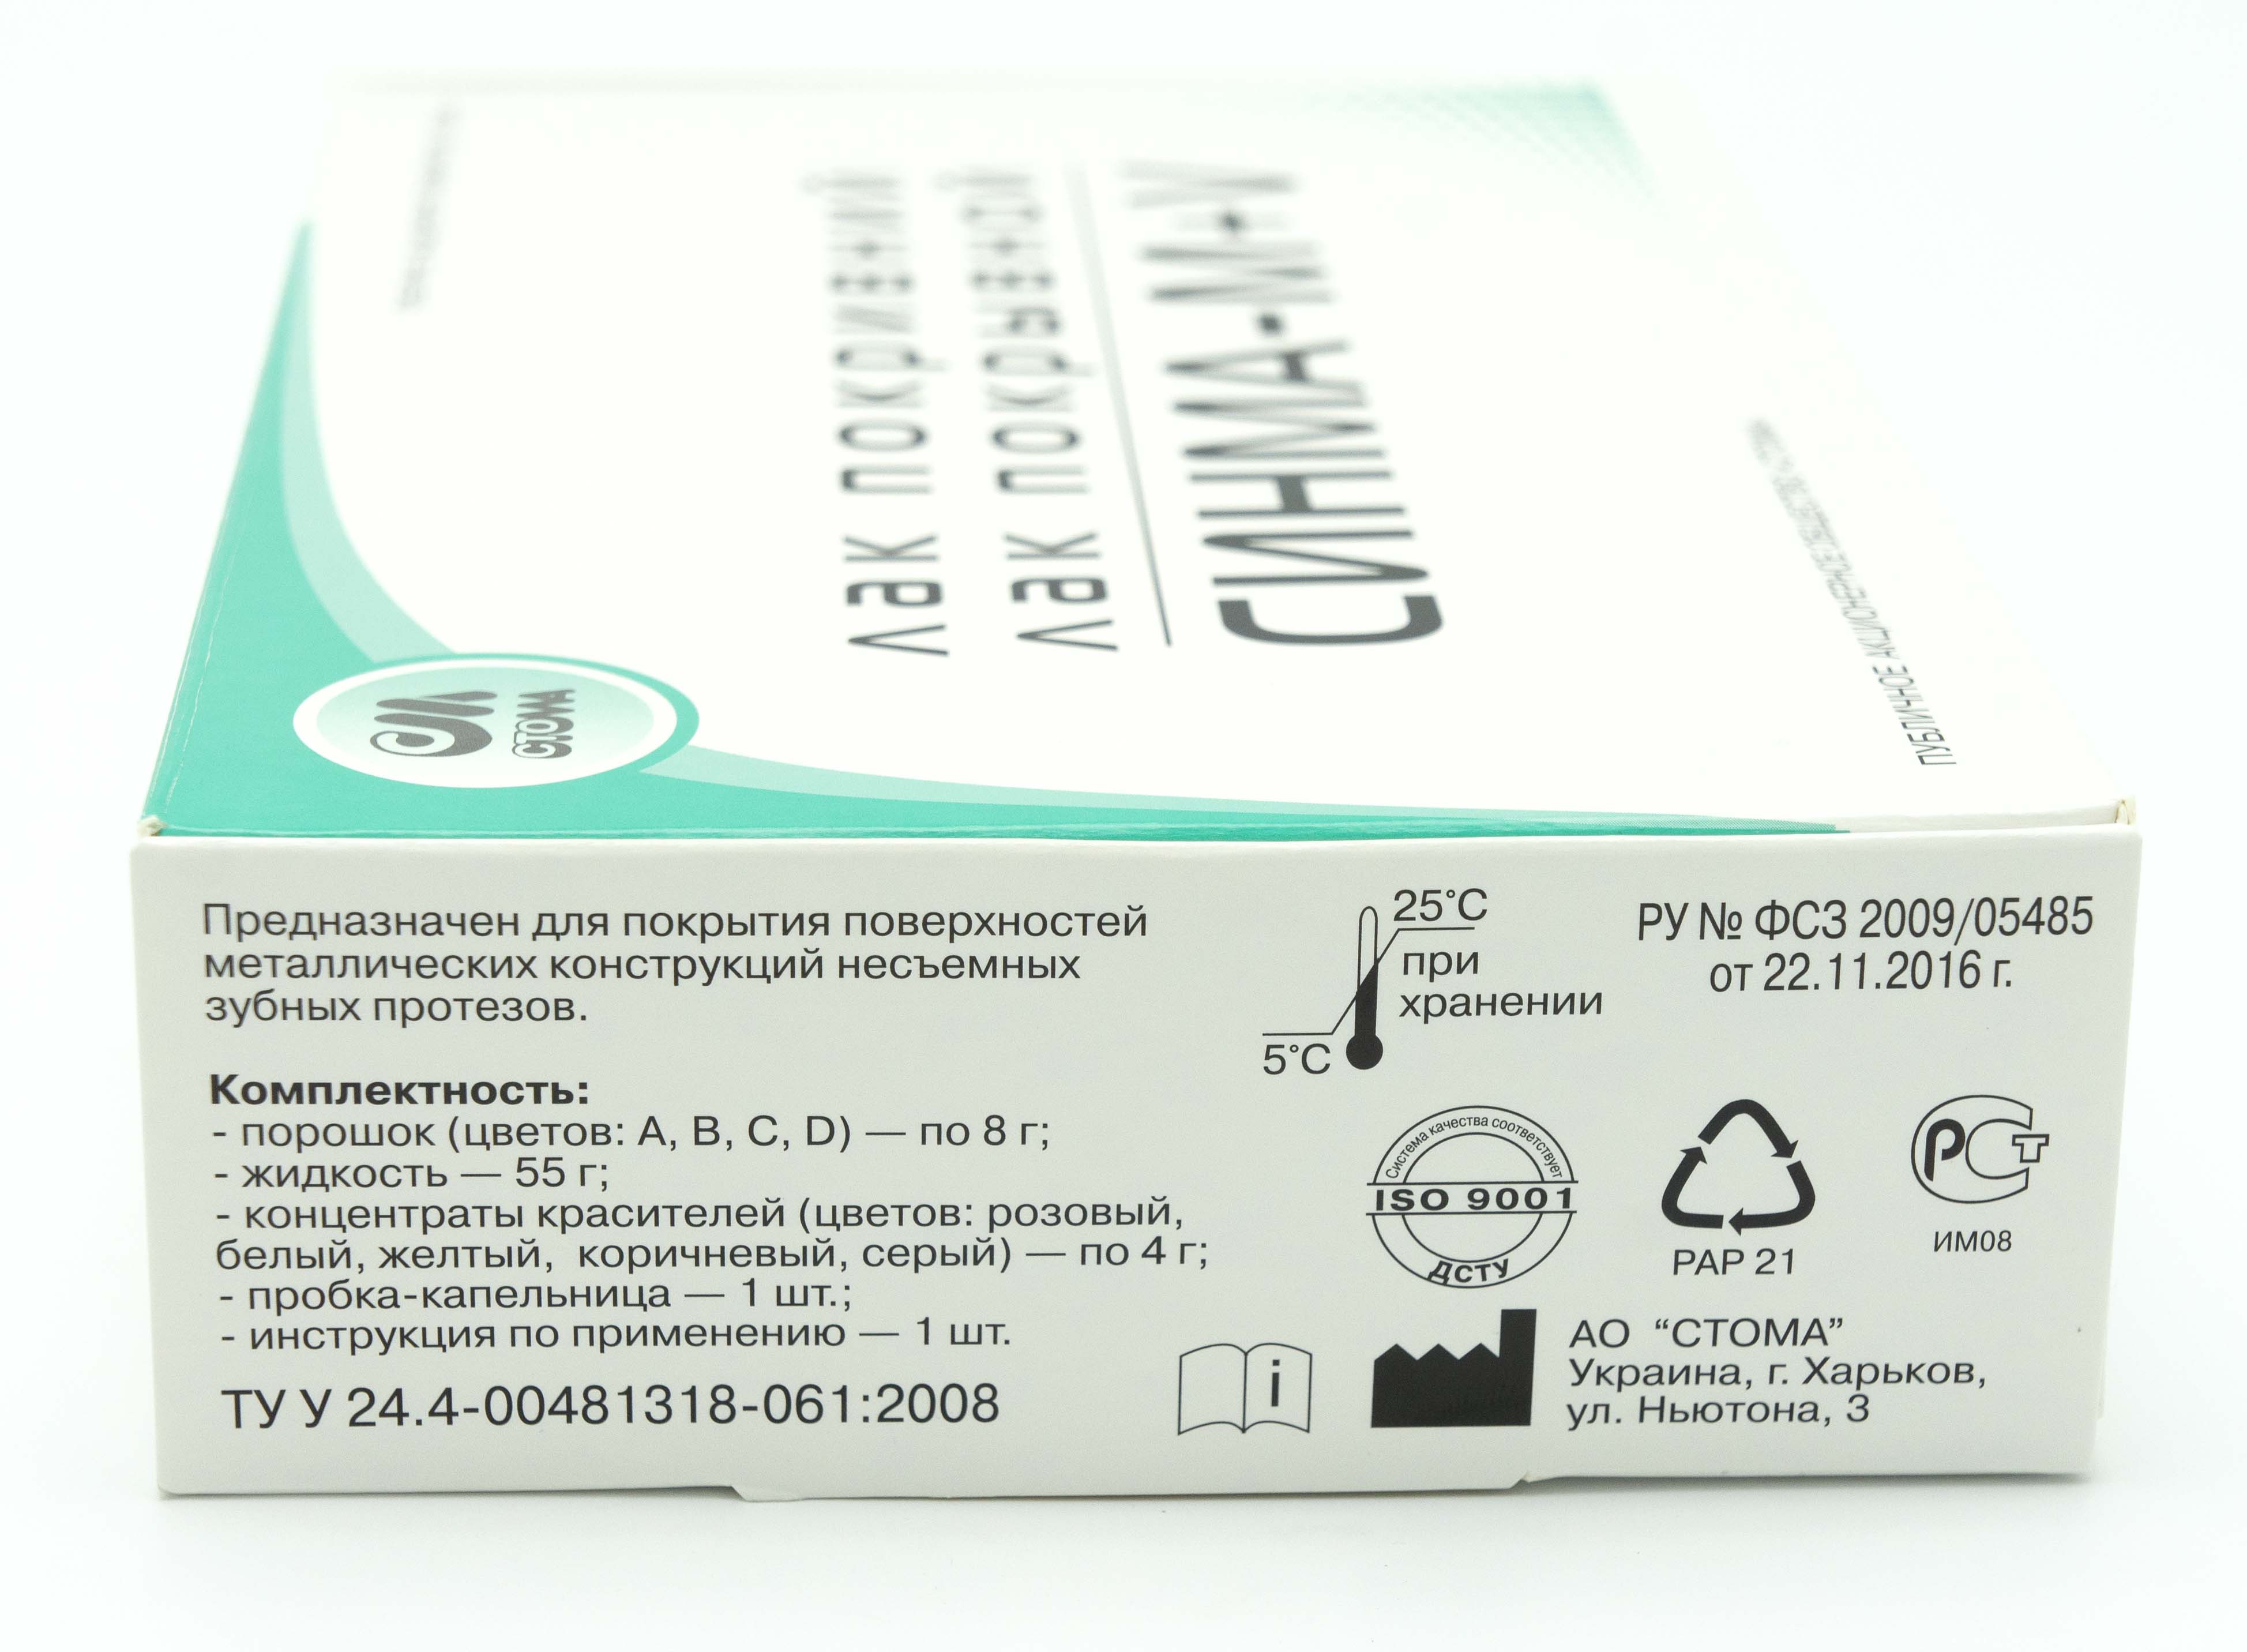 лак покривний
лак покрывной
СИНМА-М+V
СТОМА
ПУБЛИЧНОЕ АКЦИОНЕРНОЕ ОБЩЕСТВО
Предназначен для покрытия поверхностей
металлических конструкций несъемных
зубных протезов.
Комплектность:
- порошок (цветов: A, B, C, D) — по 8 г;
- жидкость — 55 г;
- концентраты красителей (цветов: розовый,
белый, желтый, коричневый, серый) — по 4 г;
- пробка-капельница — 1 шт.;
- инструкция по применению — 1 шт.
ТУ У 24.4-00481318-061:2008
25°C
при
хранении
5°C
РУ № ФСЗ 2009/05485
от 22.11.2016 г.
Система качества соответствует
ISO 9001
ДСТУ
PAP 21
РСТ
ИМ08
i
АО “СТОМА”
Украина, г. Харьков,
ул. Ньютона, 3